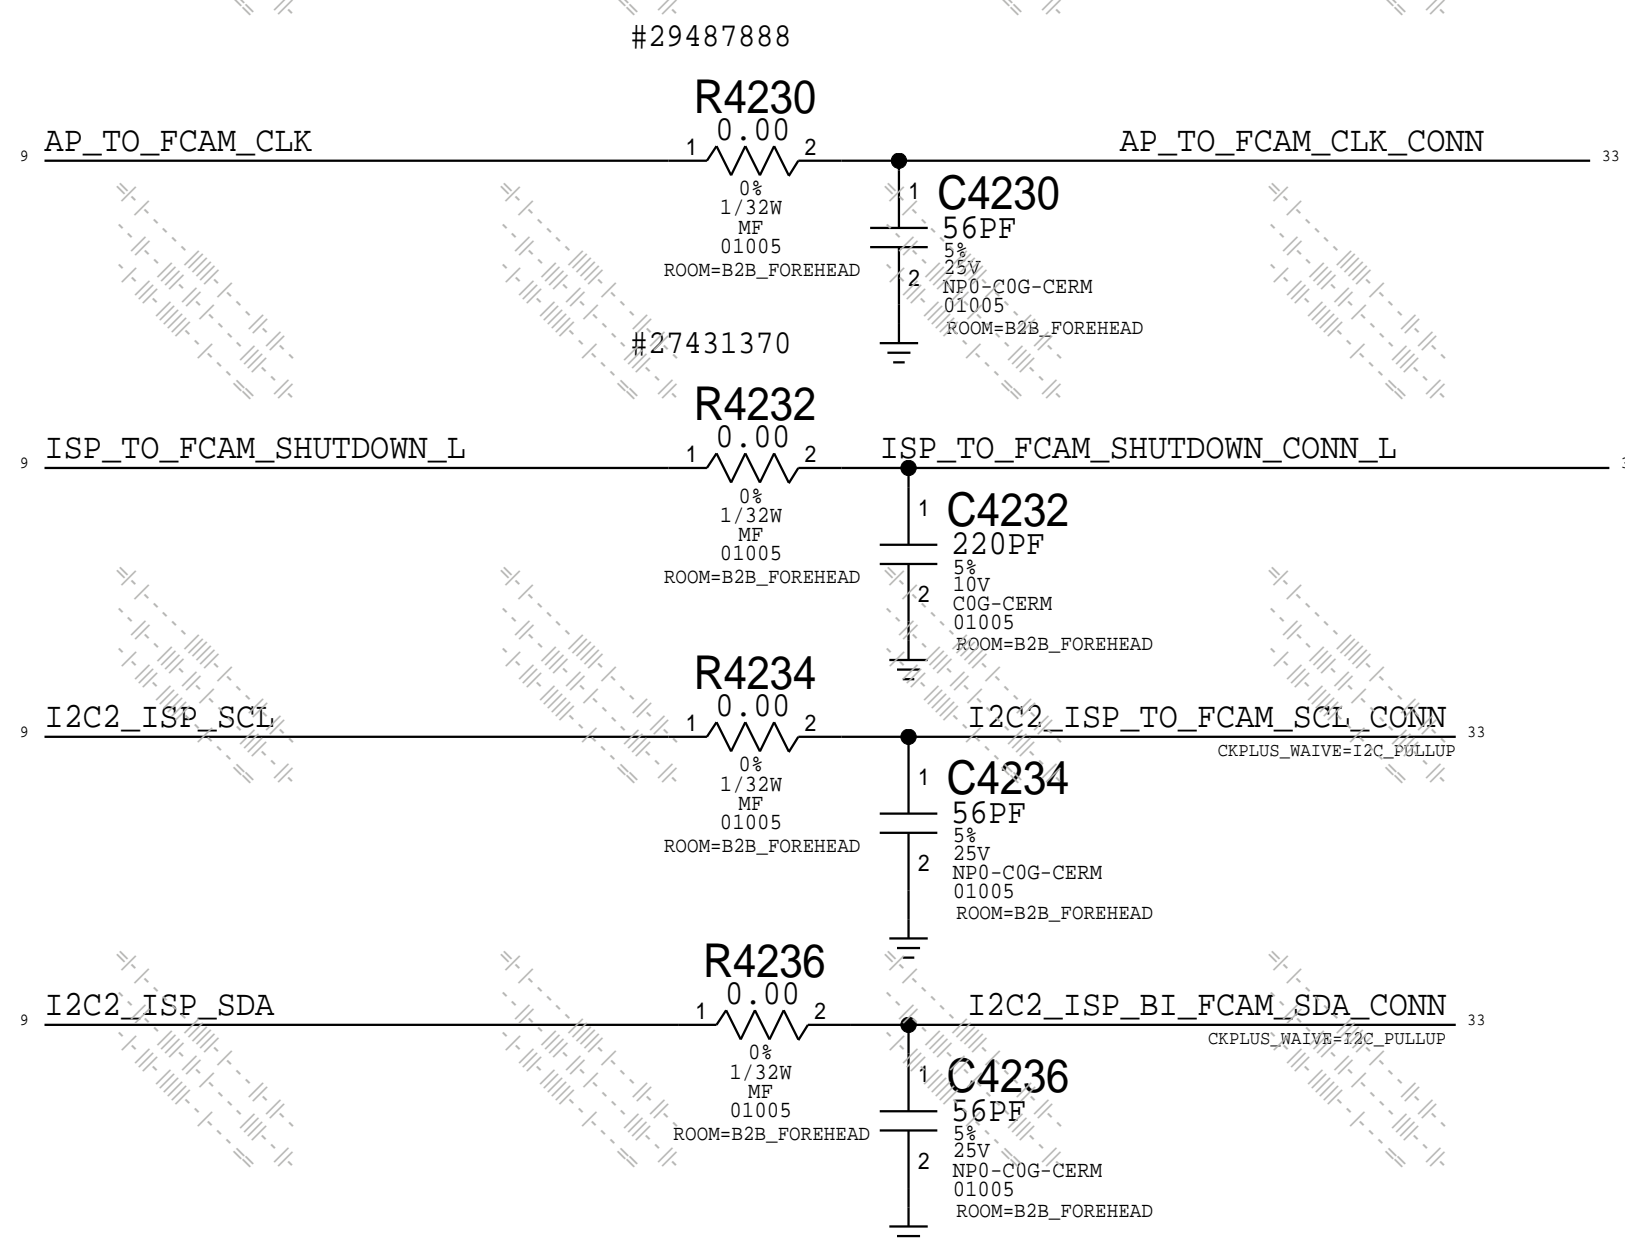 #29487888
R4230
0.00
9 AP_TO_FCAM_CLK 1 2 AP_TO_FCAM_CLK_CONN 33
0%
1/32W
MF
01005
ROOM=B2B_FOREHEAD
1 C4230
56PF
5%
25V
2 NP0-C0G-CERM
01005
ROOM=B2B_FOREHEAD
#27431370
R4232
0.00
9 ISP_TO_FCAM_SHUTDOWN_L 1 2 ISP_TO_FCAM_SHUTDOWN_CONN_L
0%
1/32W
MF
01005
ROOM=B2B_FOREHEAD
1 C4232
220PF
5%
10V
2 C0G-CERM
01005
ROOM=B2B_FOREHEAD
R4234
0.00
9 I2C2_ISP_SCL 1 2 I2C2_ISP_TO_FCAM_SCL_CONN 33
CKPLUS_WAIVE=I2C_PULLUP
0%
1/32W
MF
01005
ROOM=B2B_FOREHEAD
1 C4234
56PF
5%
25V
2 NP0-C0G-CERM
01005
ROOM=B2B_FOREHEAD
R4236
0.00
9 I2C2_ISP_SDA 1 2 I2C2_ISP_BI_FCAM_SDA_CONN 33
CKPLUS_WAIVE=I2C_PULLUP
0%
1/32W
MF
01005
ROOM=B2B_FOREHEAD
1 C4236
56PF
5%
25V
2 NP0-C0G-CERM
01005
ROOM=B2B_FOREHEAD